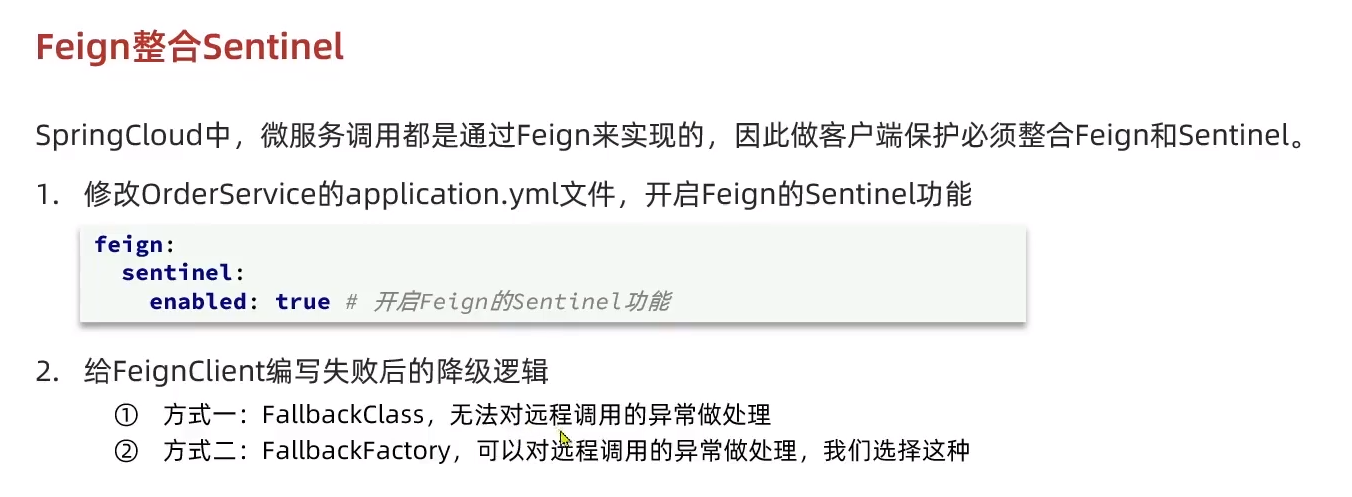 Feign整合Sentinel
SpringCloud中，微服务调用都是通过Feign来实现的，因此做客户端保护必须整合Feign和Sentinel。
1. 修改OrderService的application.yml文件，开启Feign的Sentinel功能
feign:
  sentinel:
    enabled: true # 开启Feign的Sentinel功能
2. 给FeignClient编写失败后的降级逻辑
① 方式一：FallbackClass，无法对远程调用的异常做处理
② 方式二：FallbackFactory，可以对远程调用的异常做处理，我们选择这种